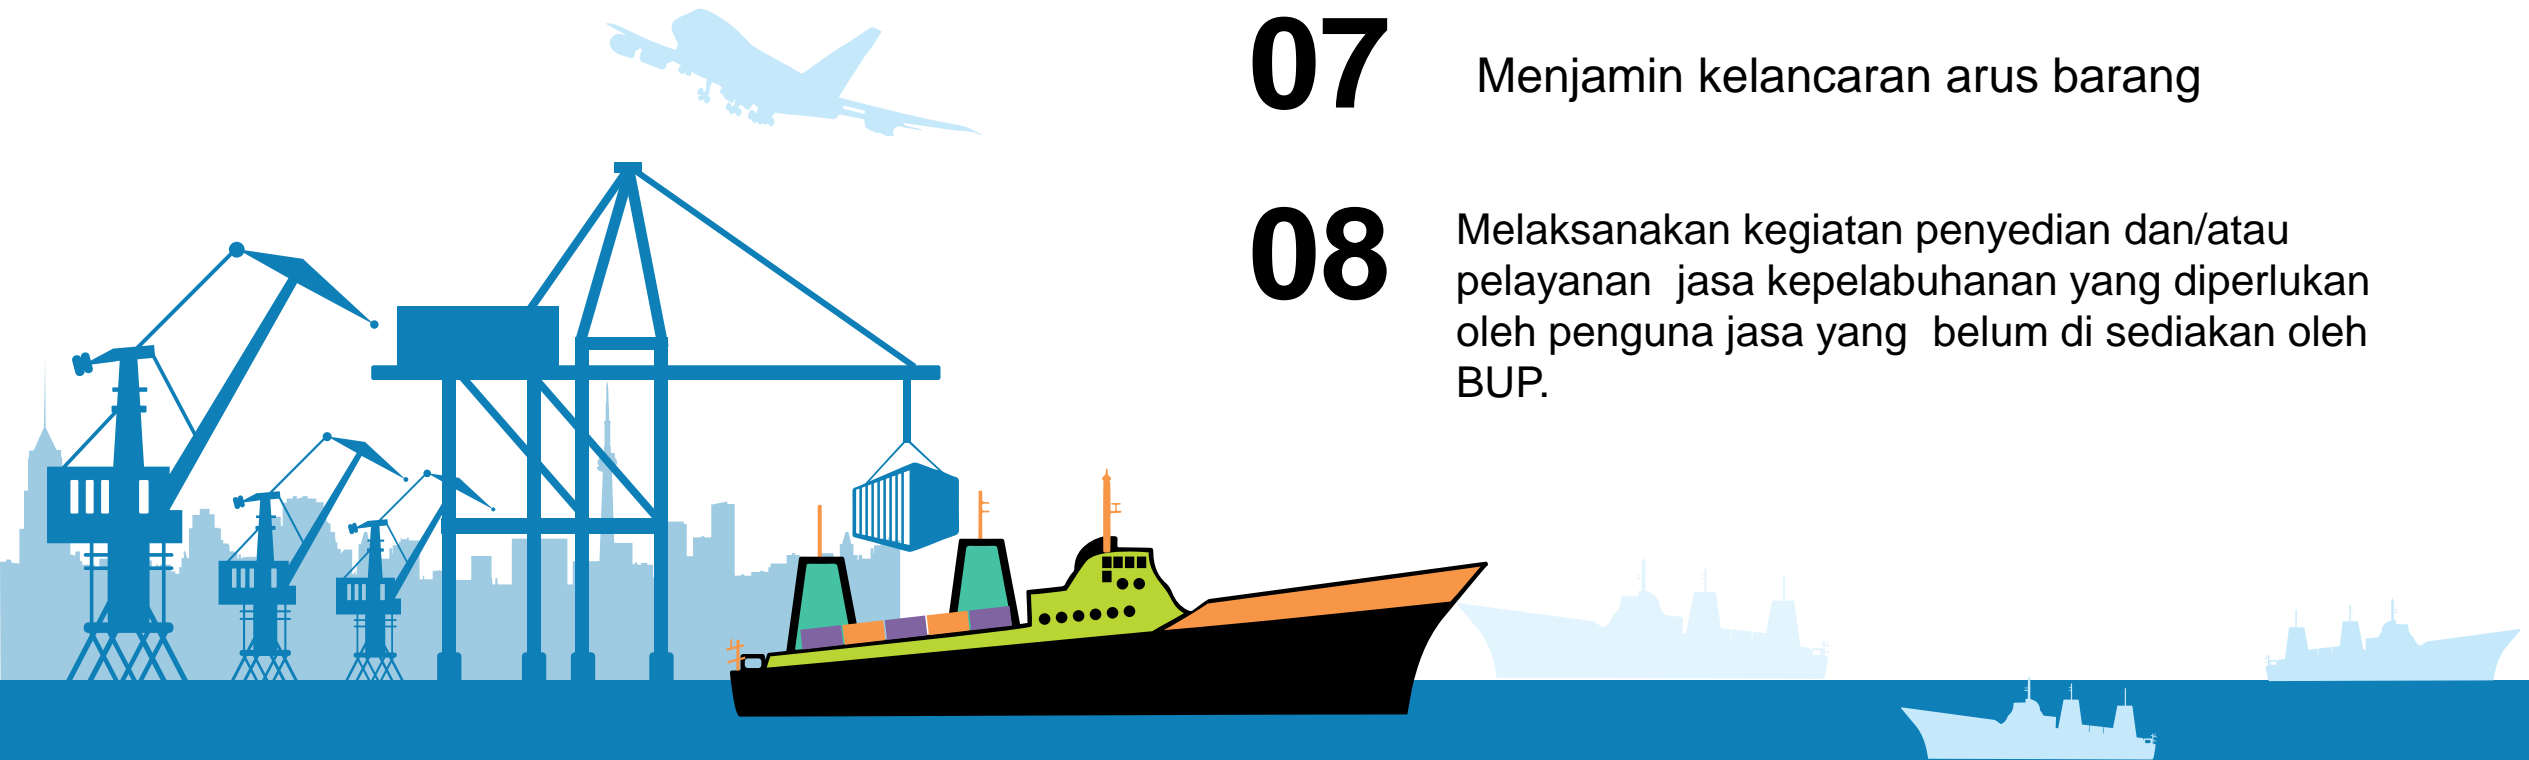 07
Menjamin kelancaran arus barang
08
Melaksanakan kegiatan penyedian dan/atau
pelayanan  jasa kepelabuhanan yang diperlukan
oleh penguna jasa yang  belum di sediakan oleh
BUP.